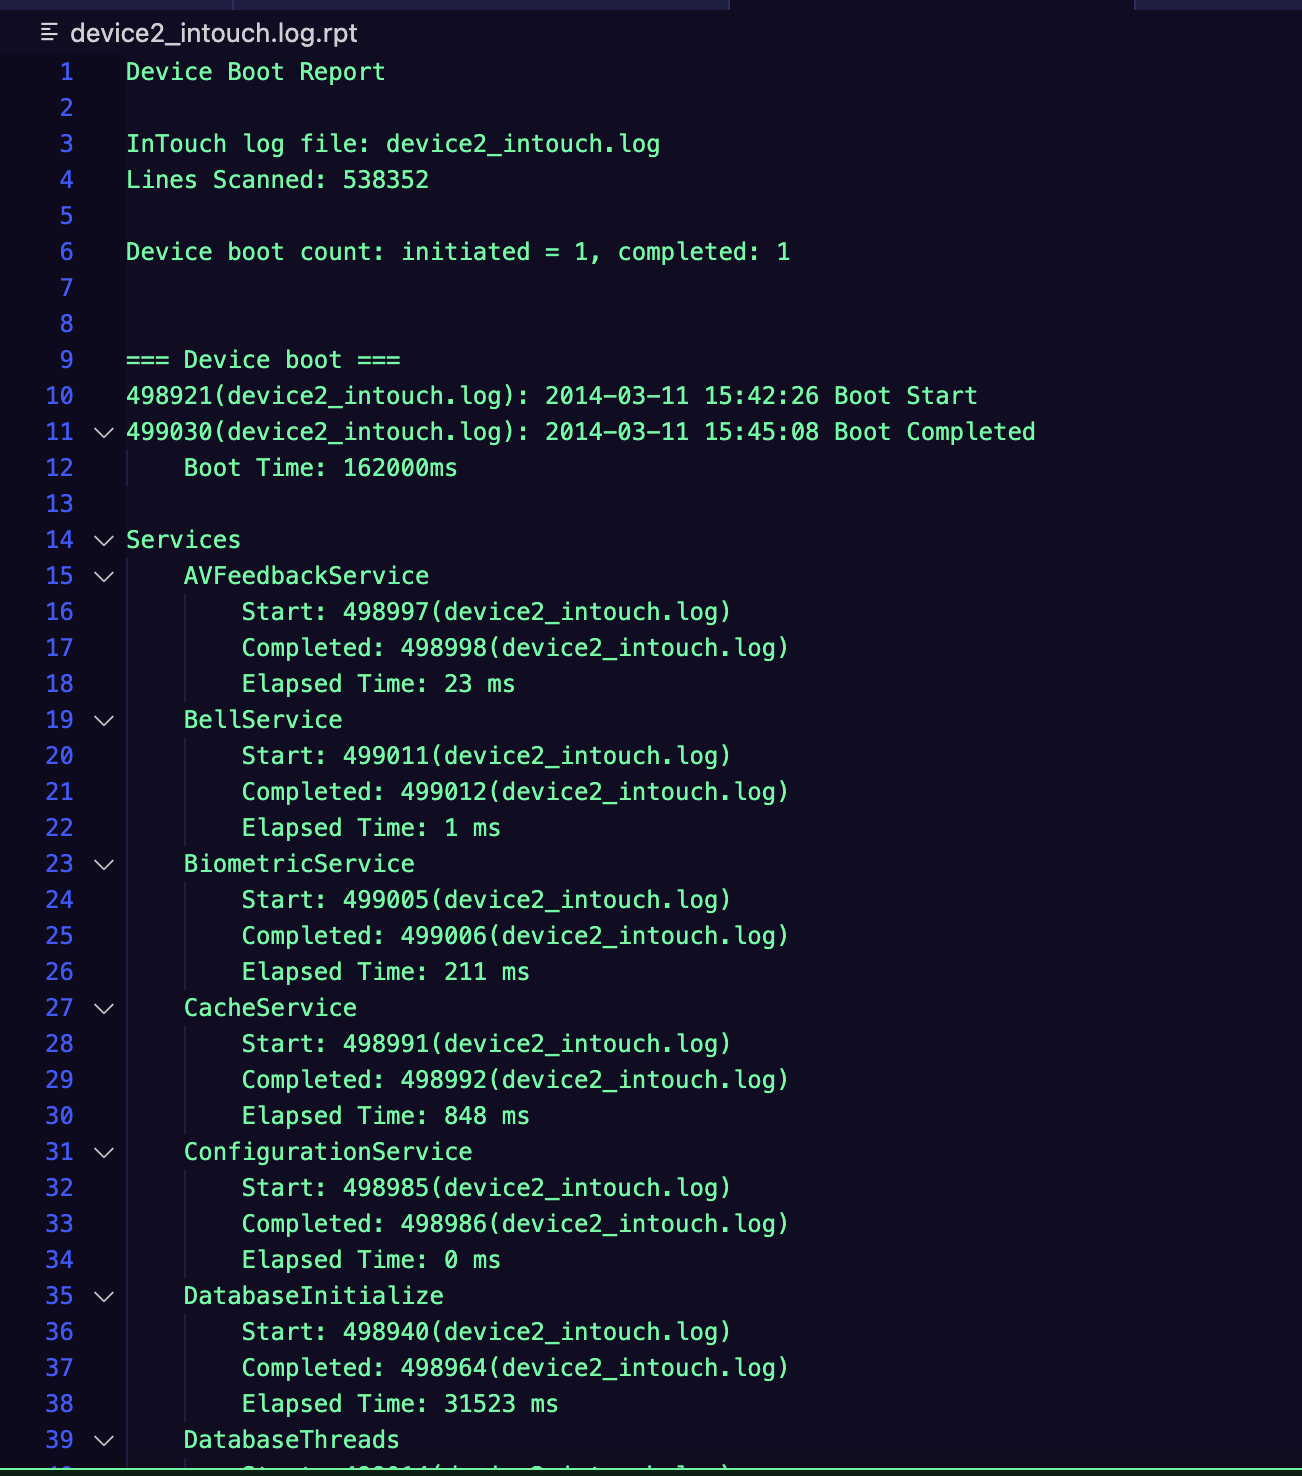 device2_intouch.log.rpt
1 Device Boot Report
2
3 InTouch log file: device2_intouch.log
4 Lines Scanned: 538352
5
6 Device boot count: initiated = 1, completed: 1
7
8
9 === Device boot ===
10 498921(device2_intouch.log): 2014-03-11 15:42:26 Boot Start
11 499030(device2_intouch.log): 2014-03-11 15:45:08 Boot Completed
12 Boot Time: 162000ms
13
14 Services
15 AVFeedbackService
16 Start: 498997(device2_intouch.log)
17 Completed: 498998(device2_intouch.log)
18 Elapsed Time: 23 ms
19 BellService
20 Start: 499011(device2_intouch.log)
21 Completed: 499012(device2_intouch.log)
22 Elapsed Time: 1 ms
23 BiometricService
24 Start: 499005(device2_intouch.log)
25 Completed: 499006(device2_intouch.log)
26 Elapsed Time: 211 ms
27 CacheService
28 Start: 498991(device2_intouch.log)
29 Completed: 498992(device2_intouch.log)
30 Elapsed Time: 848 ms
31 ConfigurationService
32 Start: 498985(device2_intouch.log)
33 Completed: 498986(device2_intouch.log)
34 Elapsed Time: 0 ms
35 DatabaseInitialize
36 Start: 498940(device2_intouch.log)
37 Completed: 498964(device2_intouch.log)
38 Elapsed Time: 31523 ms
39 DatabaseThreads